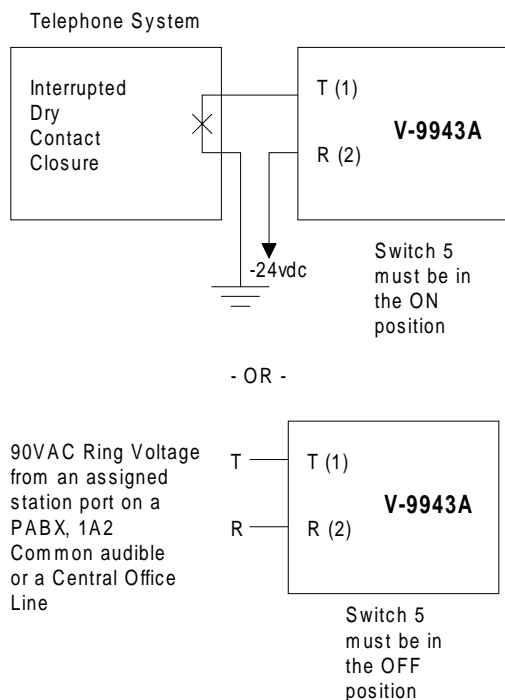 Telephone System
Interrupted
Dry
Contact
Closure
T (1)
V-9943A
R (2)
-24vdc
Switch 5
must be in
the ON
position
- OR -
90VAC Ring Voltage
from an assigned
station port on a
PABX, 1A2
Common audible
or a Central Office
Line
T
R
T (1)
V-9943A
R (2)
Switch 5
must be in
the OFF
position